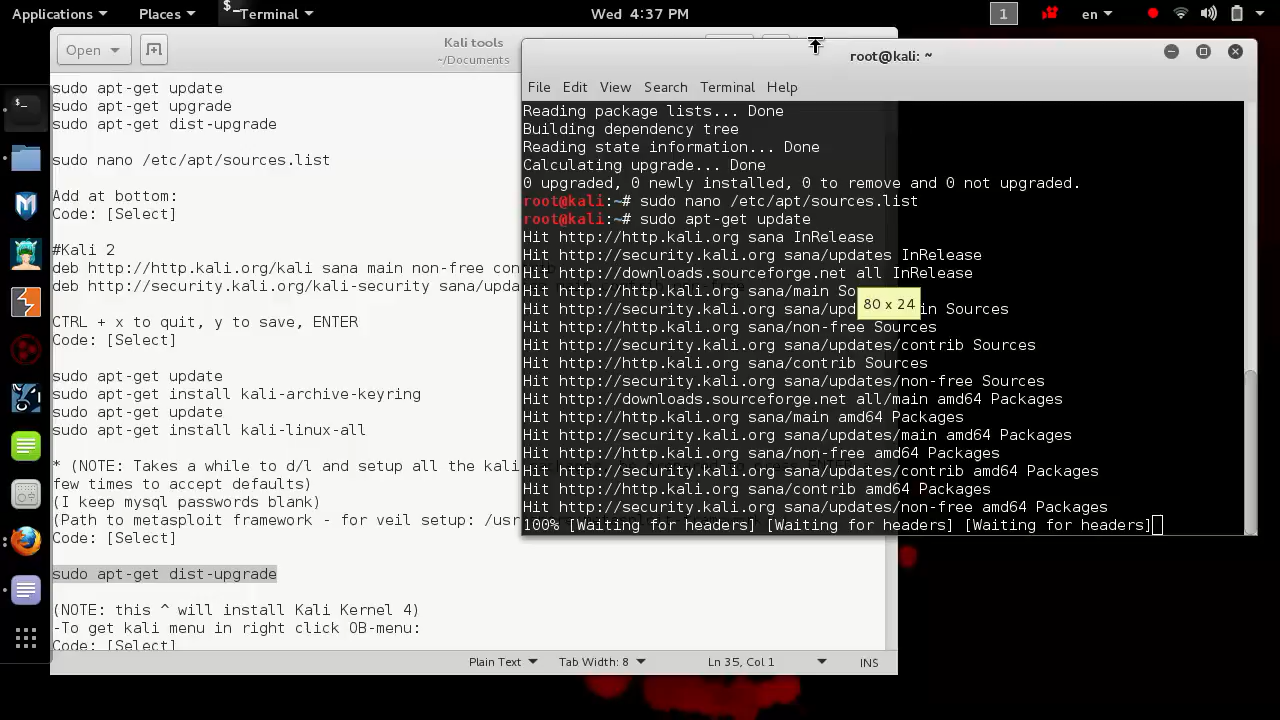 Applications
Places
Terminal
Wed 4:37 PM
1
en
Open
Kali tools
~/Documents
sudo apt-get update
sudo apt-get upgrade
sudo apt-get dist-upgrade
sudo nano /etc/apt/sources.list
Add at bottom:
Code: [Select]
#Kali 2
deb http://http.kali.org/kali sana main non-free
deb http://security.kali.org/kali-security
CTRL + x to quit, y to save, ENTER
Code: [Select]
sudo apt-get update
sudo apt-get install kali-archive-keyring
sudo apt-get update
sudo apt-get install kali-linux-all
* (NOTE: Takes a while to d/l and setup all the kali
few times to accept defaults)
(I keep mysql passwords blank)
(Path to metasploit framework - for veil setup:
Code: [Select]
sudo apt-get dist-upgrade
(NOTE: this ^ will install Kali Kernel 4)
-To get kali menu in right click OB-menu:
Code: [Select]
Plain Text
Tab Width: 8
Ln 35, Col 1
INS
root@kali: ~
File Edit View Search Terminal Help
Reading package lists... Done
Building dependency tree
Reading state information... Done
Calculating upgrade... Done
0 upgraded, 0 newly installed, 0 to remove and 0 not upgraded.
root@kali:~# sudo nano /etc/apt/sources.list
root@kali:~# sudo apt-get update
Hit http://http.kali.org sana InRelease
Hit http://security.kali.org sana/updates InRelease
Hit http://downloads.sourceforge.net all InRelease
Hit http://http.kali.org sana/main
Hit http://security.kali.org Sources
Hit http://http.kali.org sana/non-free Sources
Hit http://security.kali.org sana/updates/contrib Sources
Hit http://http.kali.org sana/contrib Sources
Hit http://security.kali.org sana/updates/non-free Sources
Hit http://downloads.sourceforge.net all/main amd64 Packages
Hit http://http.kali.org sana/main amd64 Packages
Hit http://security.kali.org sana/updates/main amd64 Packages
Hit http://http.kali.org sana/non-free amd64 Packages
Hit http://security.kali.org sana/updates/contrib amd64 Packages
Hit http://http.kali.org sana/contrib amd64 Packages
Hit http://security.kali.org sana/updates/non-free amd64 Packages
100% [Waiting for headers] [Waiting for headers] [Waiting for headers]
80 x 24